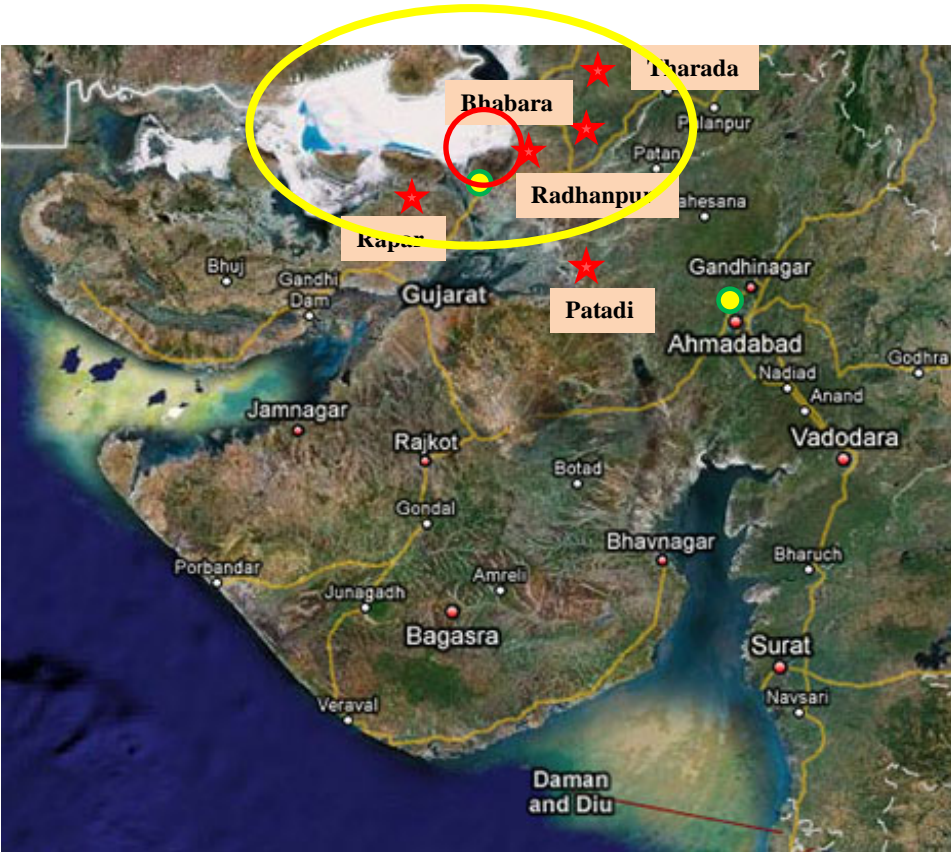 Tharada
Bhabara
Palanpur
Patan
Radhanpur
ahesana
Rapar
Bhuj
Gandhi
Dam
Gandhinagar
Gujarat
Patadi
Ahmadabad
Godhra
Nadiad
Anand
Jamnagar
Rajkot
Vadodara
Botad
Gondal
Bhavnagar
Bharuch
Porbandar
Amreli
Junagadh
Bagasra
Surat
Navsari
Veraval
Daman
and Diu